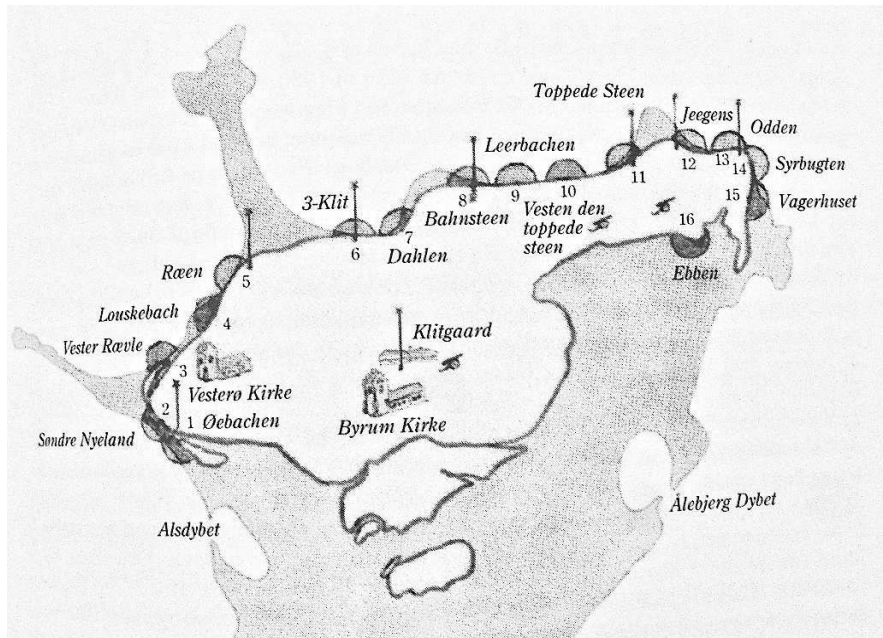 Toppede Steen
Jeegens
Odden
Leerbachen
Syrbugten
3-Klit
Bahnsteen
Vesten den
toppede
steen
Vagerhuset
Dahlen
Ebben
Ræen
Louskebach
Vester Rævle
Klitgaard
Vesterø Kirke
Øebachen
Byrum Kirke
Søndre Nyeland
Alsdybet
Ålebjerg Dybet
1
2
3
4
5
6
7
8
9
10
11
12
13
14
15
16